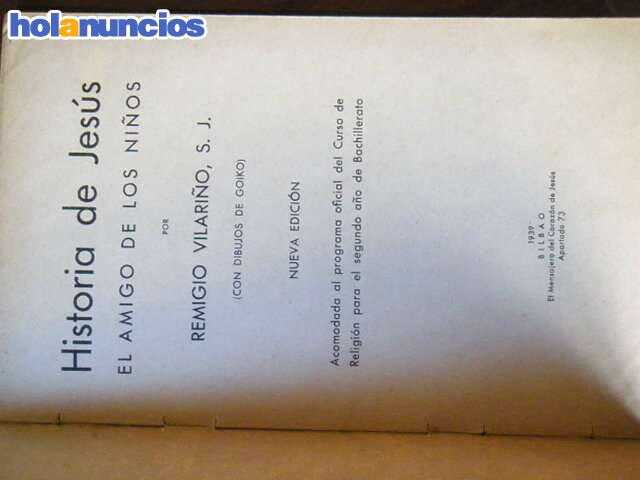 holanuncios
Historia de Jesús
EL AMIGO DE LOS NIÑOS
POR
REMIGIO VILARIÑO, S. J.
(CON DIBUJOS DE GOIKO)
NUEVA EDICIÓN
Acomodada al programa oficial del Curso de
Religión para el segundo año de Bachillerato
1939
BILBAO
El Mensajero del Corazón de Jesús
Apartado 73